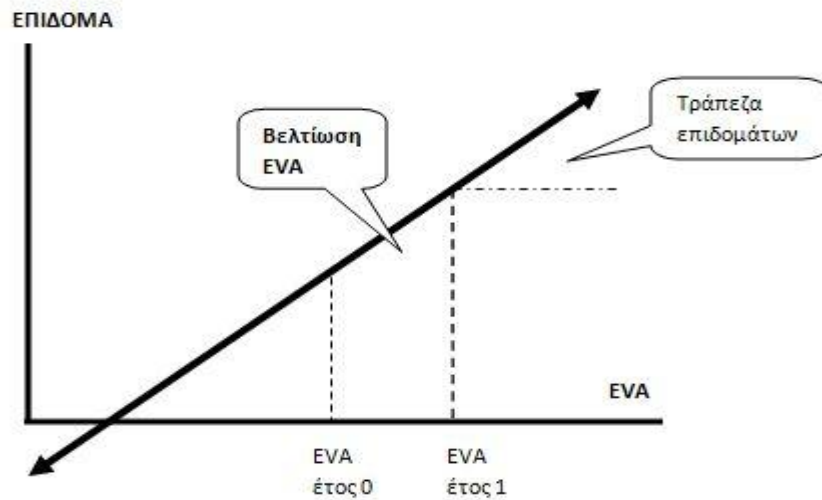 ΕΠΙΔΟΜΑ
Βελτίωση
EVA
Τράπεζα
επιδομάτων
EVA
EVA
έτος 0
EVA
έτος 1